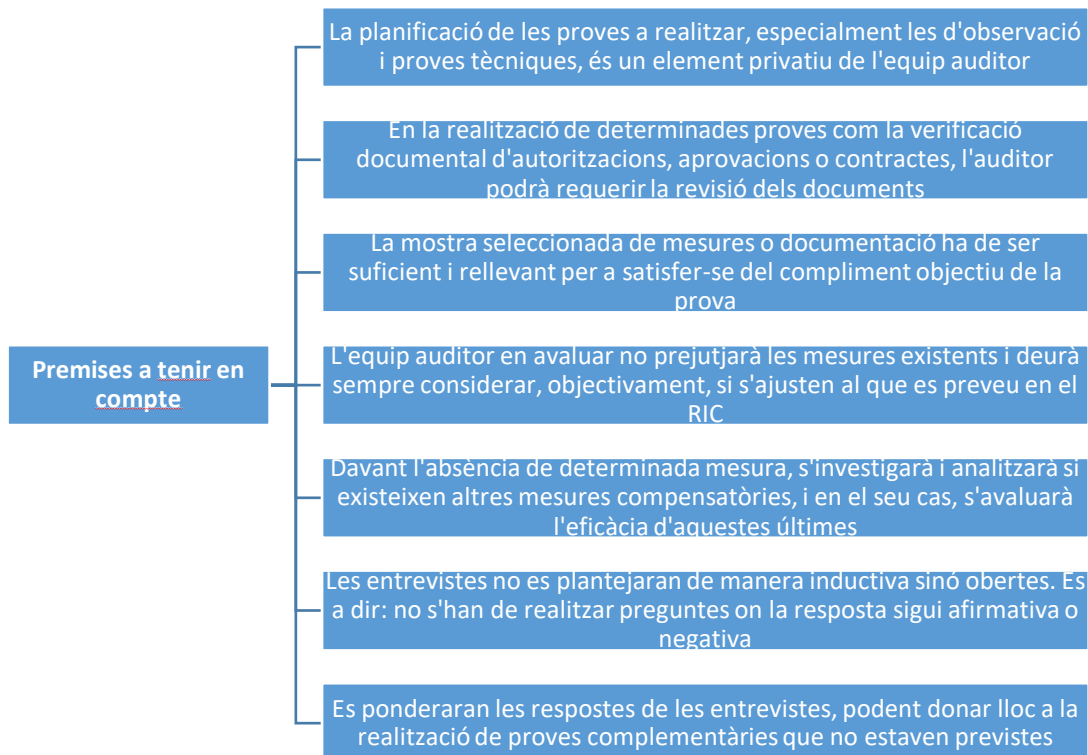 La planificació de les proves a realitzar, especialment les d'observació
i proves tècniques, és un element privatiu de l'equip auditor
En la realització de determinades proves com la verificació
documental d'autoritzacions, aprovacions o contractes, l'auditor
podrà requerir la revisió dels documents
La mostra seleccionada de mesures o documentació ha de ser
suficient i rellevant per a satisfer-se del compliment objectiu de la
prova
Premises a tenir en
compte
L'equip auditor en avaluar no prejutjarà les mesures existents i deurà
sempre considerar, objectivament, si s'ajusten al que es preveu en el
RIC
Davant l'absència de determinada mesura, s'investigarà i analitzarà si
existeixen altres mesures compensatòries, i en el seu cas, s'avaluarà
l'eficàcia d'aquestes últimes
Les entrevistes no es plantejaran de manera inductiva sinó obertes. És
a dir: no s'han de realitzar preguntes on la resposta sigui afirmativa o
negativa
Es ponderaran les respostes de les entrevistes, podent donar lloc a la
realització de proves complementàries que no estaven previstes